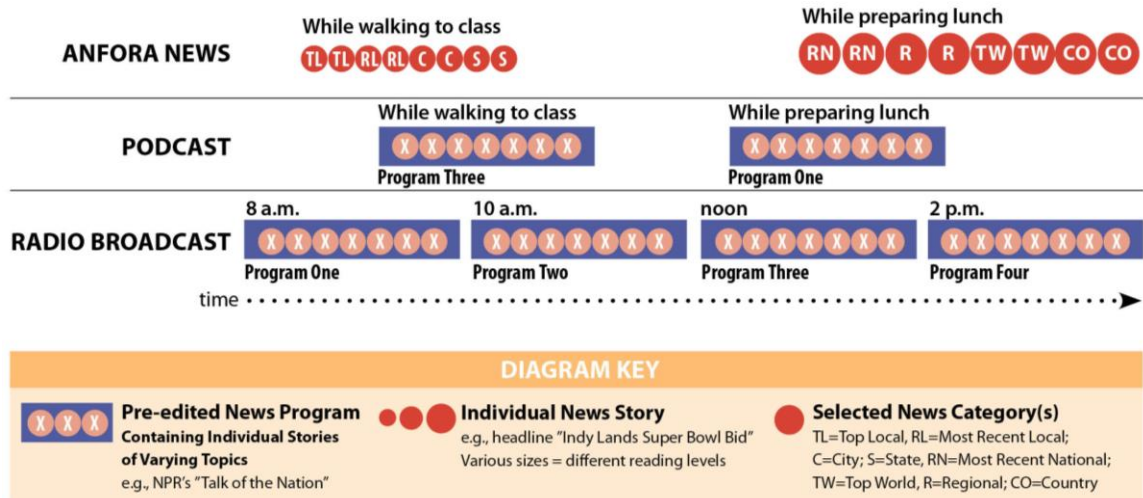 While walking to class
While preparing lunch
ANFORA NEWS
TL TL RL RL C C S S
RN RN R R TW TW CO CO
While walking to class
While preparing lunch
PODCAST
X X X X X X X
X X X X X X X
Program Three
Program One
8 a.m.
10 a.m.
noon
2 p.m.
RADIO BROADCAST
X X X X X X X
X X X X X X X
X X X X X X X
X X X X X X X
Program One
Program Two
Program Three
Program Four
time
DIAGRAM KEY
X X X
Pre-edited News Program
Containing Individual Stories
of Varying Topics
e.g., NPR's "Talk of the Nation"
Individual News Story
e.g., headline "Indy Lands Super Bowl Bid"
Various sizes = different reading levels
Selected News Category(s)
TL=Top Local, RL=Most Recent Local;
C=City; S=State, RN=Most Recent National;
TW=Top World, R=Regional; CO=Country